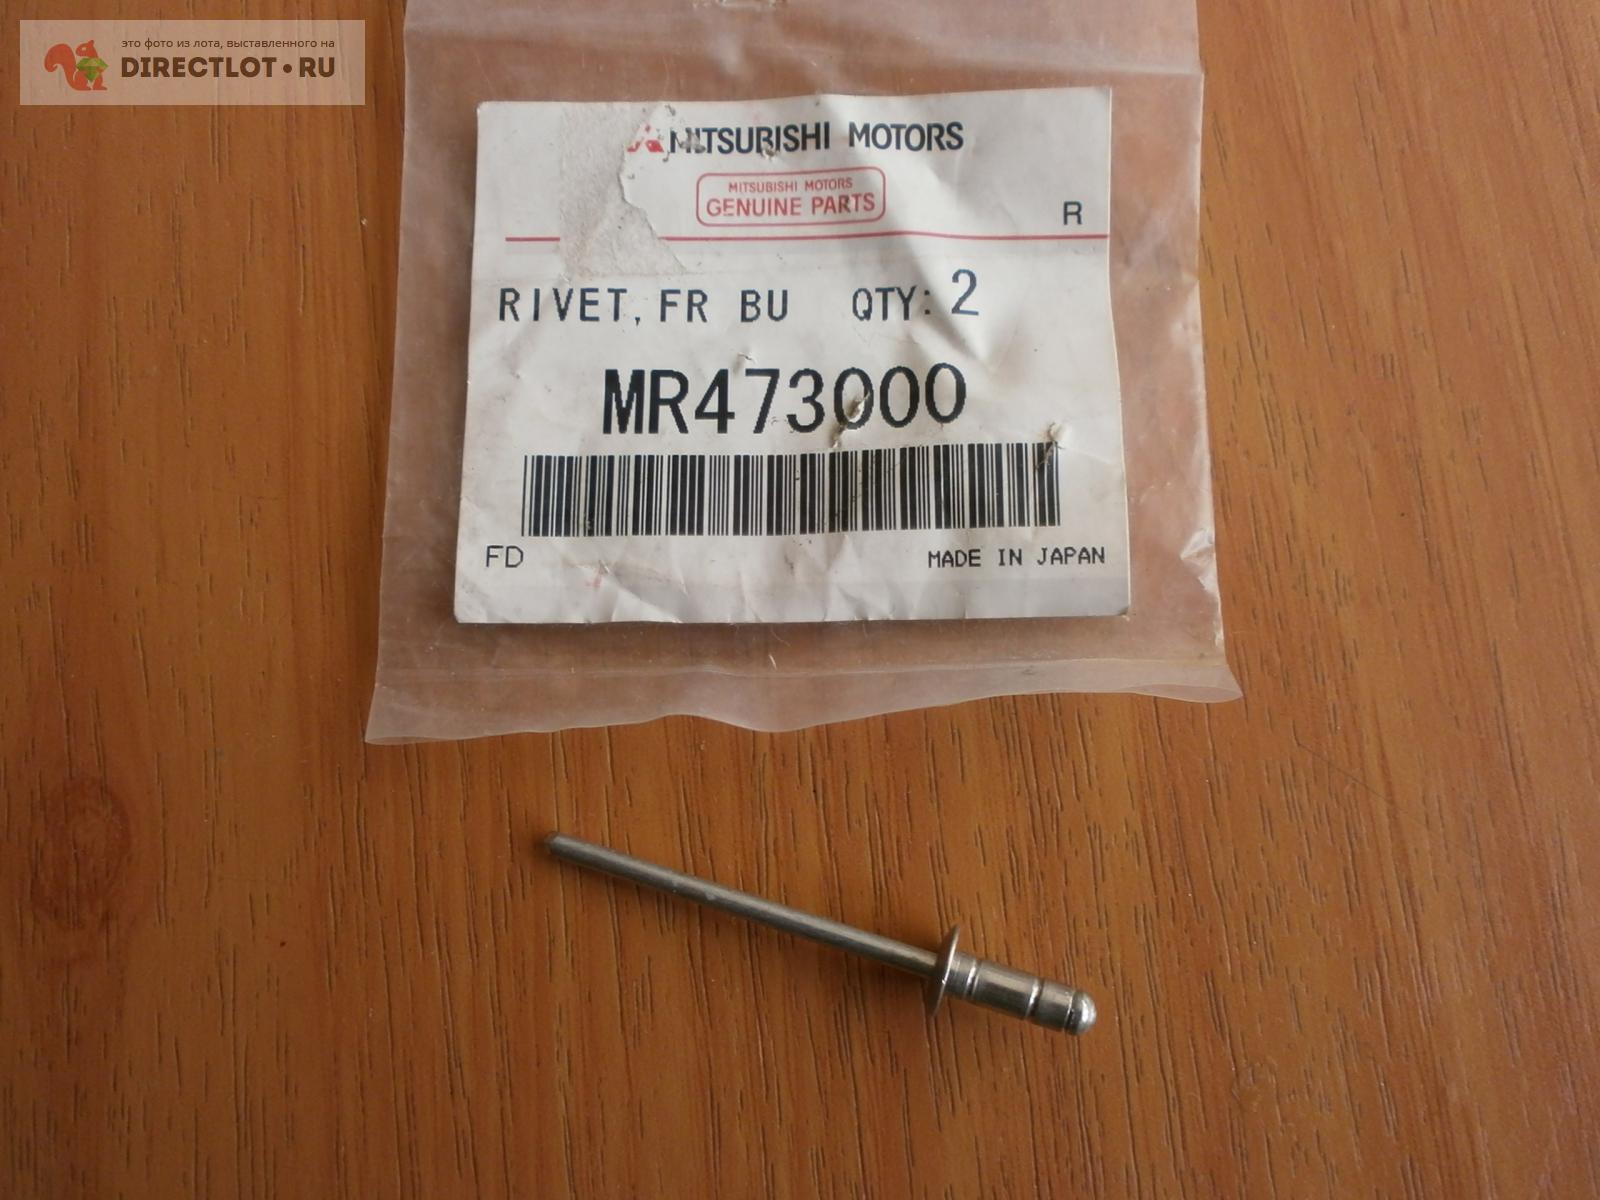 это фото из лота, выставленного на
DIRECTLOT•RU
MITSUBISHI MOTORS
MITSUBISHI MOTORS
GENUINE PARTS
R
RIVET, FR BU QTY: 2
MR473000
FD
MADE IN JAPAN